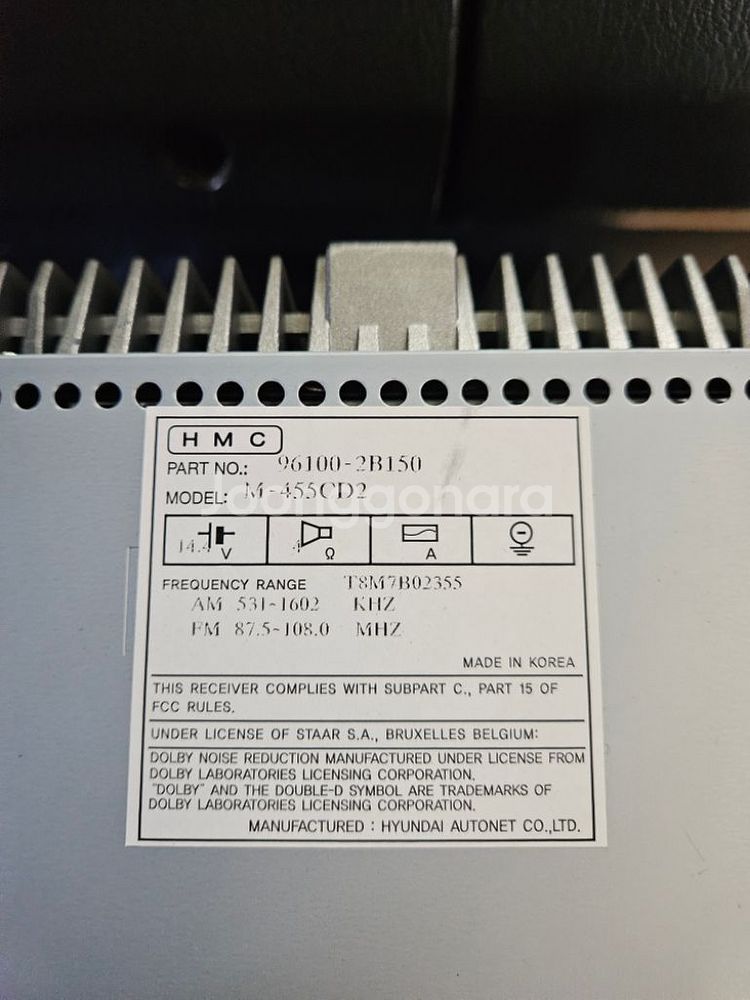 HMC
PART NO.: 96100-2B150
MODEL: M-455CD2
joonggonara
14.4 V 4 Ω A
FREQUENCY RANGE T8M7B02355
AM 531~1602 KHZ
FM 87.5~108.0 MHZ
MADE IN KOREA
THIS RECEIVER COMPLIES WITH SUBPART C., PART 15 OF
FCC RULES.
UNDER LICENSE OF STAAR S.A., BRUXELLES BELGIUM:
DOLBY NOISE REDUCTION MANUFACTURED UNDER LICENSE FROM
DOLBY LABORATORIES LICENSING CORPORATION.
"DOLBY" AND THE DOUBLE-D SYMBOL ARE TRADEMARKS OF
DOLBY LABORATORIES LICENSING CORPORATION.
MANUFACTURED : HYUNDAI AUTONET CO.,LTD.